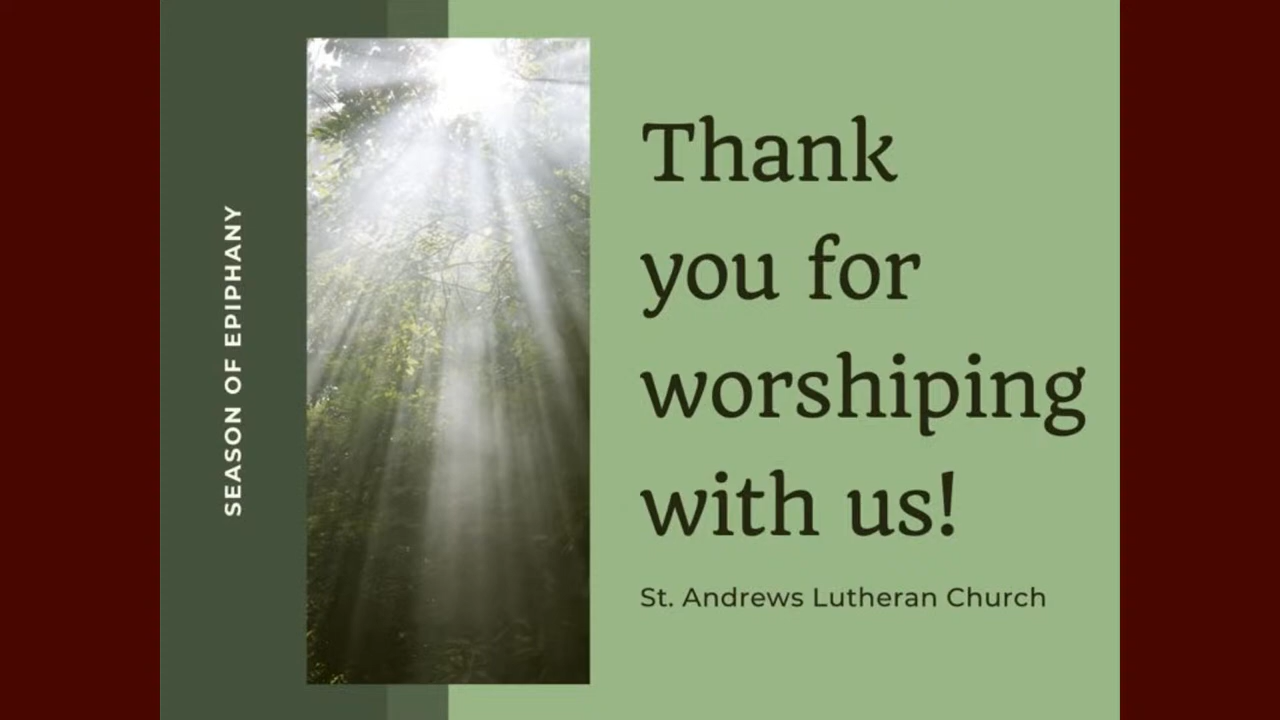 SEASON OF EPIPHANY
Thank
you for
worshiping
with us!
St. Andrews Lutheran Church